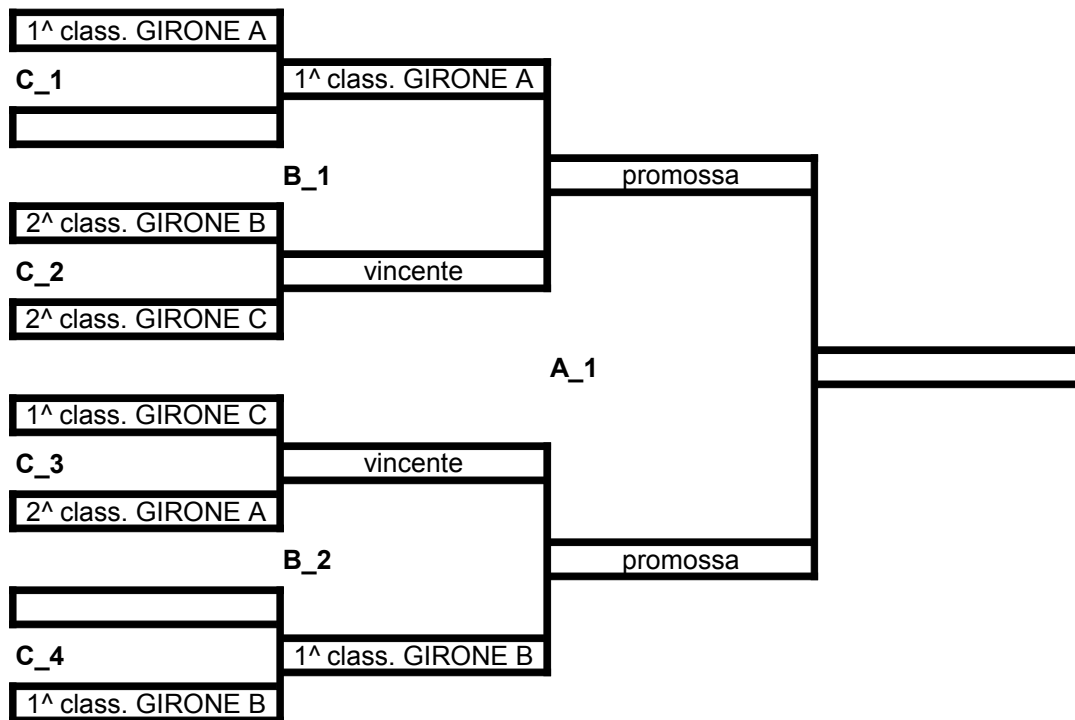 1^ class. GIRONE A
C_1
1^ class. GIRONE A
B_1
promossa
2^ class. GIRONE B
C_2
vincente
2^ class. GIRONE C
A_1
1^ class. GIRONE C
C_3
vincente
2^ class. GIRONE A
B_2
promossa
C_4
1^ class. GIRONE B
1^ class. GIRONE B